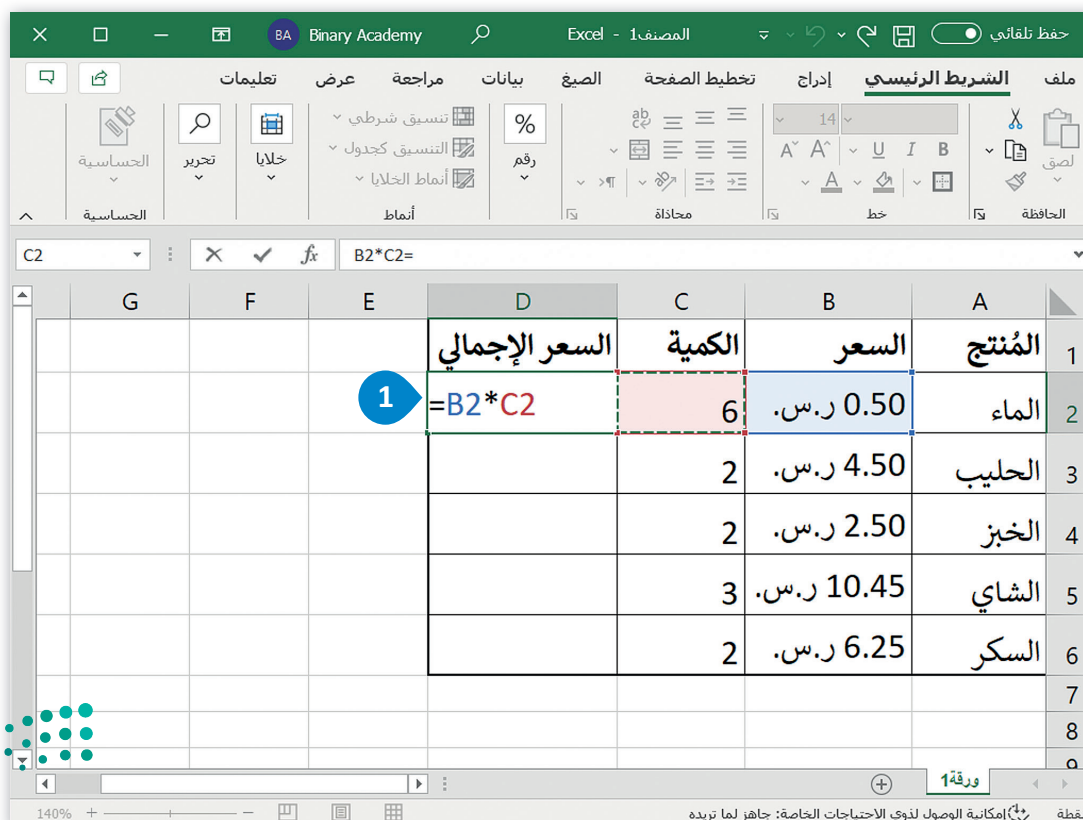 حفظ تلقائي المصنف1 - Excel Binary Academy BA
ملف الشريط الرئيسي إدراج تخطيط الصفحة الصيغ بيانات مراجعة عرض تعليمات
لصق
14
B I U
A A A
ab
%
رقم
تنسيق شرطي
التنسيق كجدول
أنماط الخلايا
خلايا
تحرير
الحساسية
الحافظة خط محاذاة أنماط الحساسية
C2 fx B2*C2=
A B C D E F G
1 المُنتج السعر الكمية السعر الإجمالي
2 الماء 0.50 ر.س. 6 =B2*C2 1
3 الحليب 4.50 ر.س. 2
4 الخبز 2.50 ر.س. 2
5 الشاي 10.45 ر.س. 3
6 السكر 6.25 ر.س. 2
7
8
9
ورقة1
إمكانية الوصول لذوي الاحتياجات الخاصة: جاهز لما تريده 140%